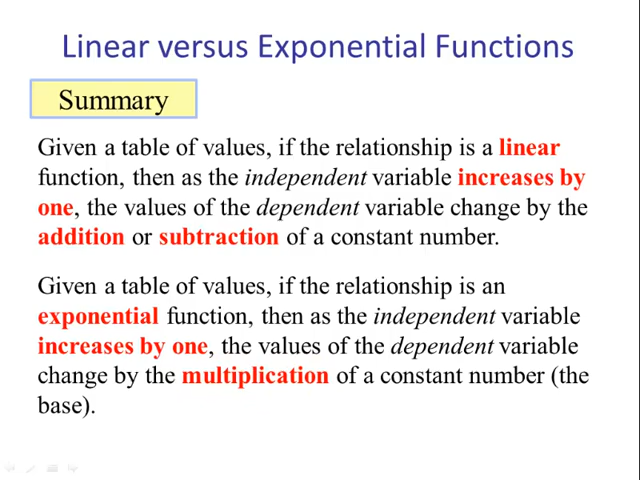 Linear versus Exponential Functions
Summary
Given a table of values, if the relationship is a linear
function, then as the independent variable increases by
one, the values of the dependent variable change by the
addition or subtraction of a constant number.
Given a table of values, if the relationship is an
exponential function, then as the independent variable
increases by one, the values of the dependent variable
change by the multiplication of a constant number (the
base).